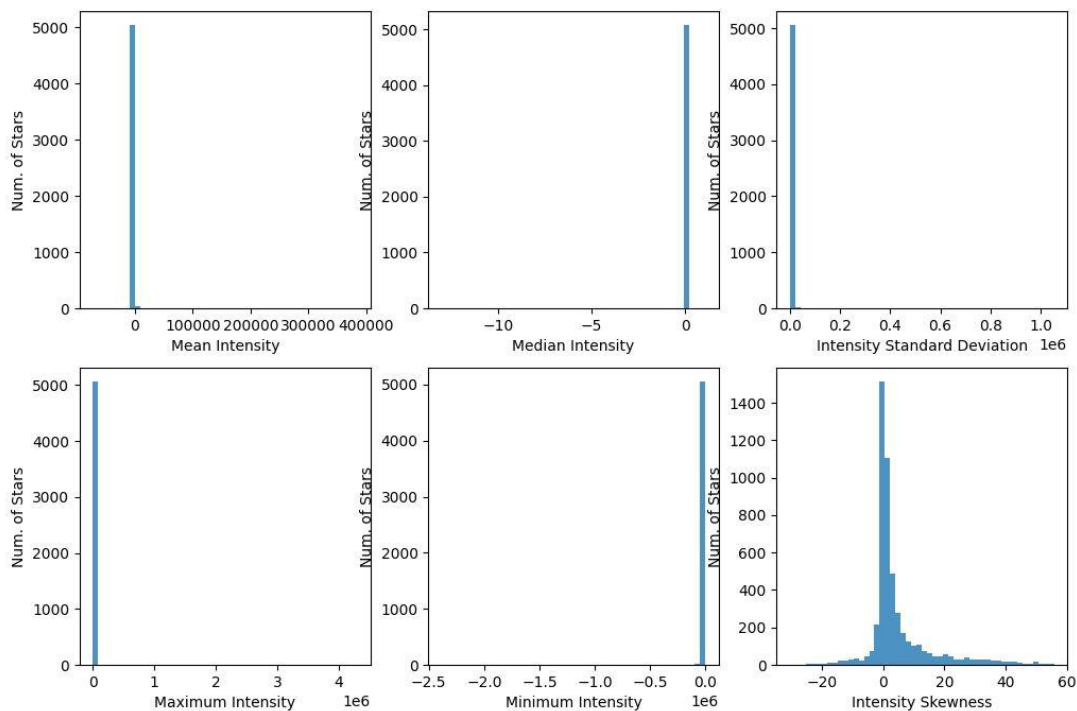 5000
4000
3000
2000
1000
0
Num. of Stars
0 100000 200000 300000 400000
Mean Intensity
5000
4000
3000
2000
1000
0
Num. of Stars
−10 −5 0
Median Intensity
5000
4000
3000
2000
1000
0
Num. of Stars
0.0 0.2 0.4 0.6 0.8 1.0
Intensity Standard Deviation 1e6
5000
4000
3000
2000
1000
0
Num. of Stars
0 1 2 3 4
Maximum Intensity 1e6
5000
4000
3000
2000
1000
0
Num. of Stars
−2.5 −2.0 −1.5 −1.0 −0.5 0.0
Minimum Intensity 1e6
1400
1200
1000
800
600
400
200
0
Num. of Stars
−20 0 20 40 60
Intensity Skewness